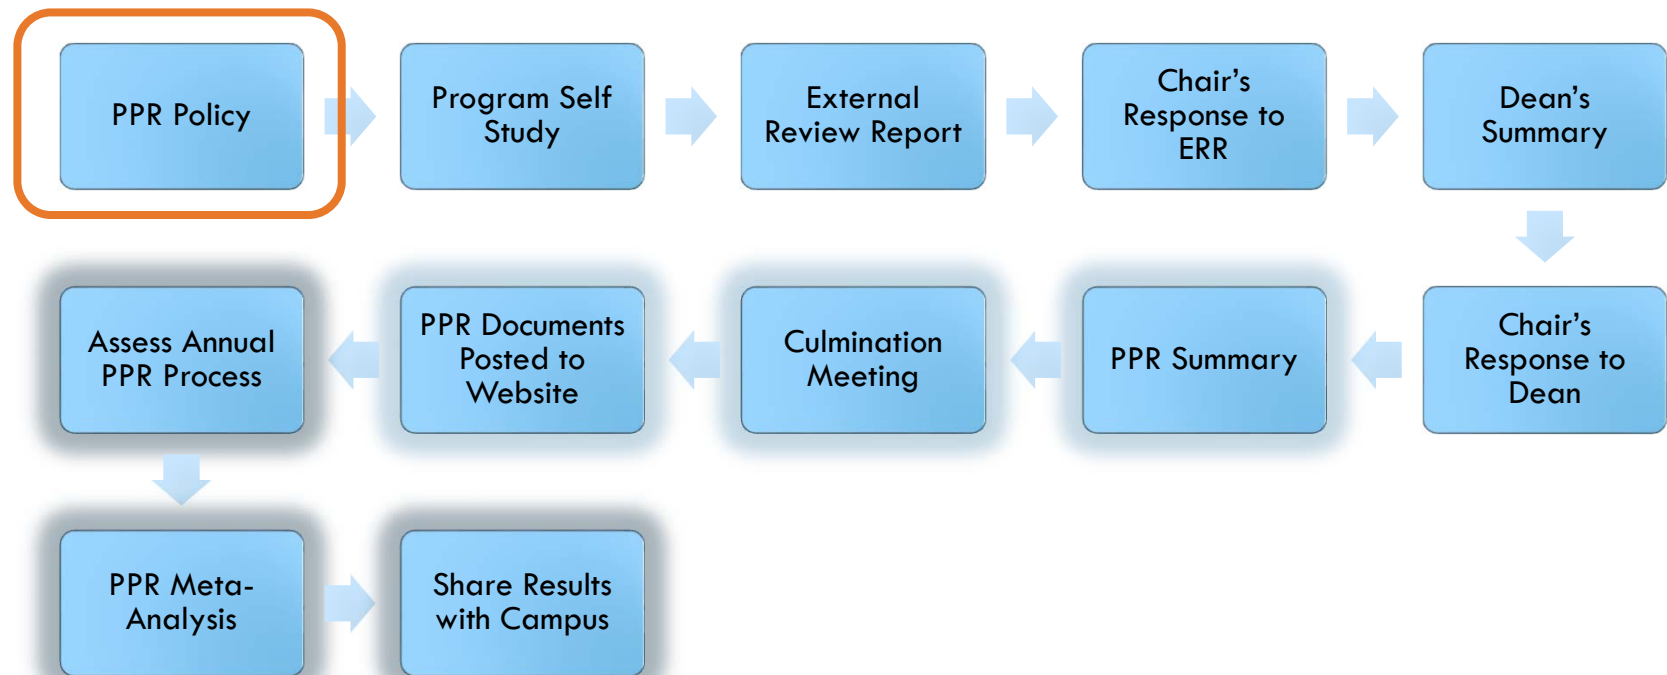 PPR Policy
Program Self
Study
External
Review Report
Chair's
Response to
ERR
Dean's
Summary
Chair's
Response to
Dean
PPR Summary
Culmination
Meeting
PPR Documents
Posted to
Website
Assess Annual
PPR Process
PPR Meta-
Analysis
Share Results
with Campus